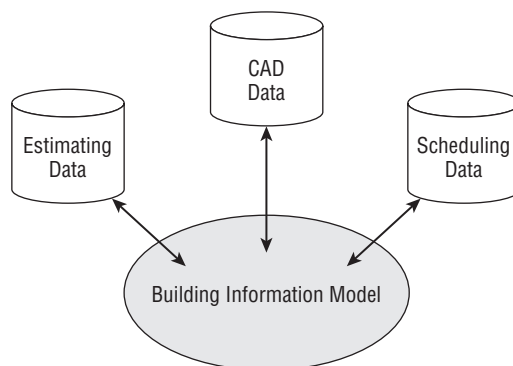 CAD
Data
Estimating
Data
Scheduling
Data
Building Information Model